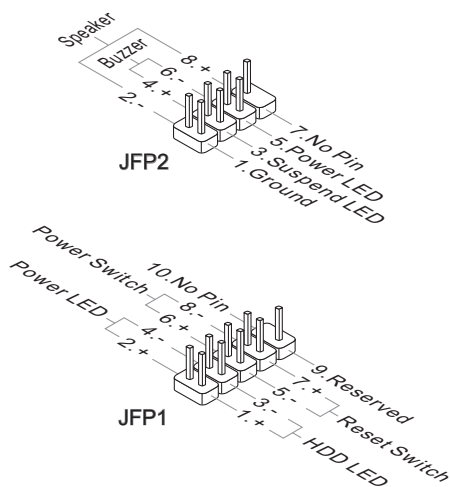 Speaker
Buzzer
8.+
6.-
4.+
2.-
7.No Pin
5.Power LED
3.Suspend LED
1.Ground
JFP2
Power Switch
Power LED
10.No Pin
8.-
6.+
4.-
2.+
9.Reserved
7.+
5.-
Reset Switch
3.-
1.+
HDD LED
JFP1